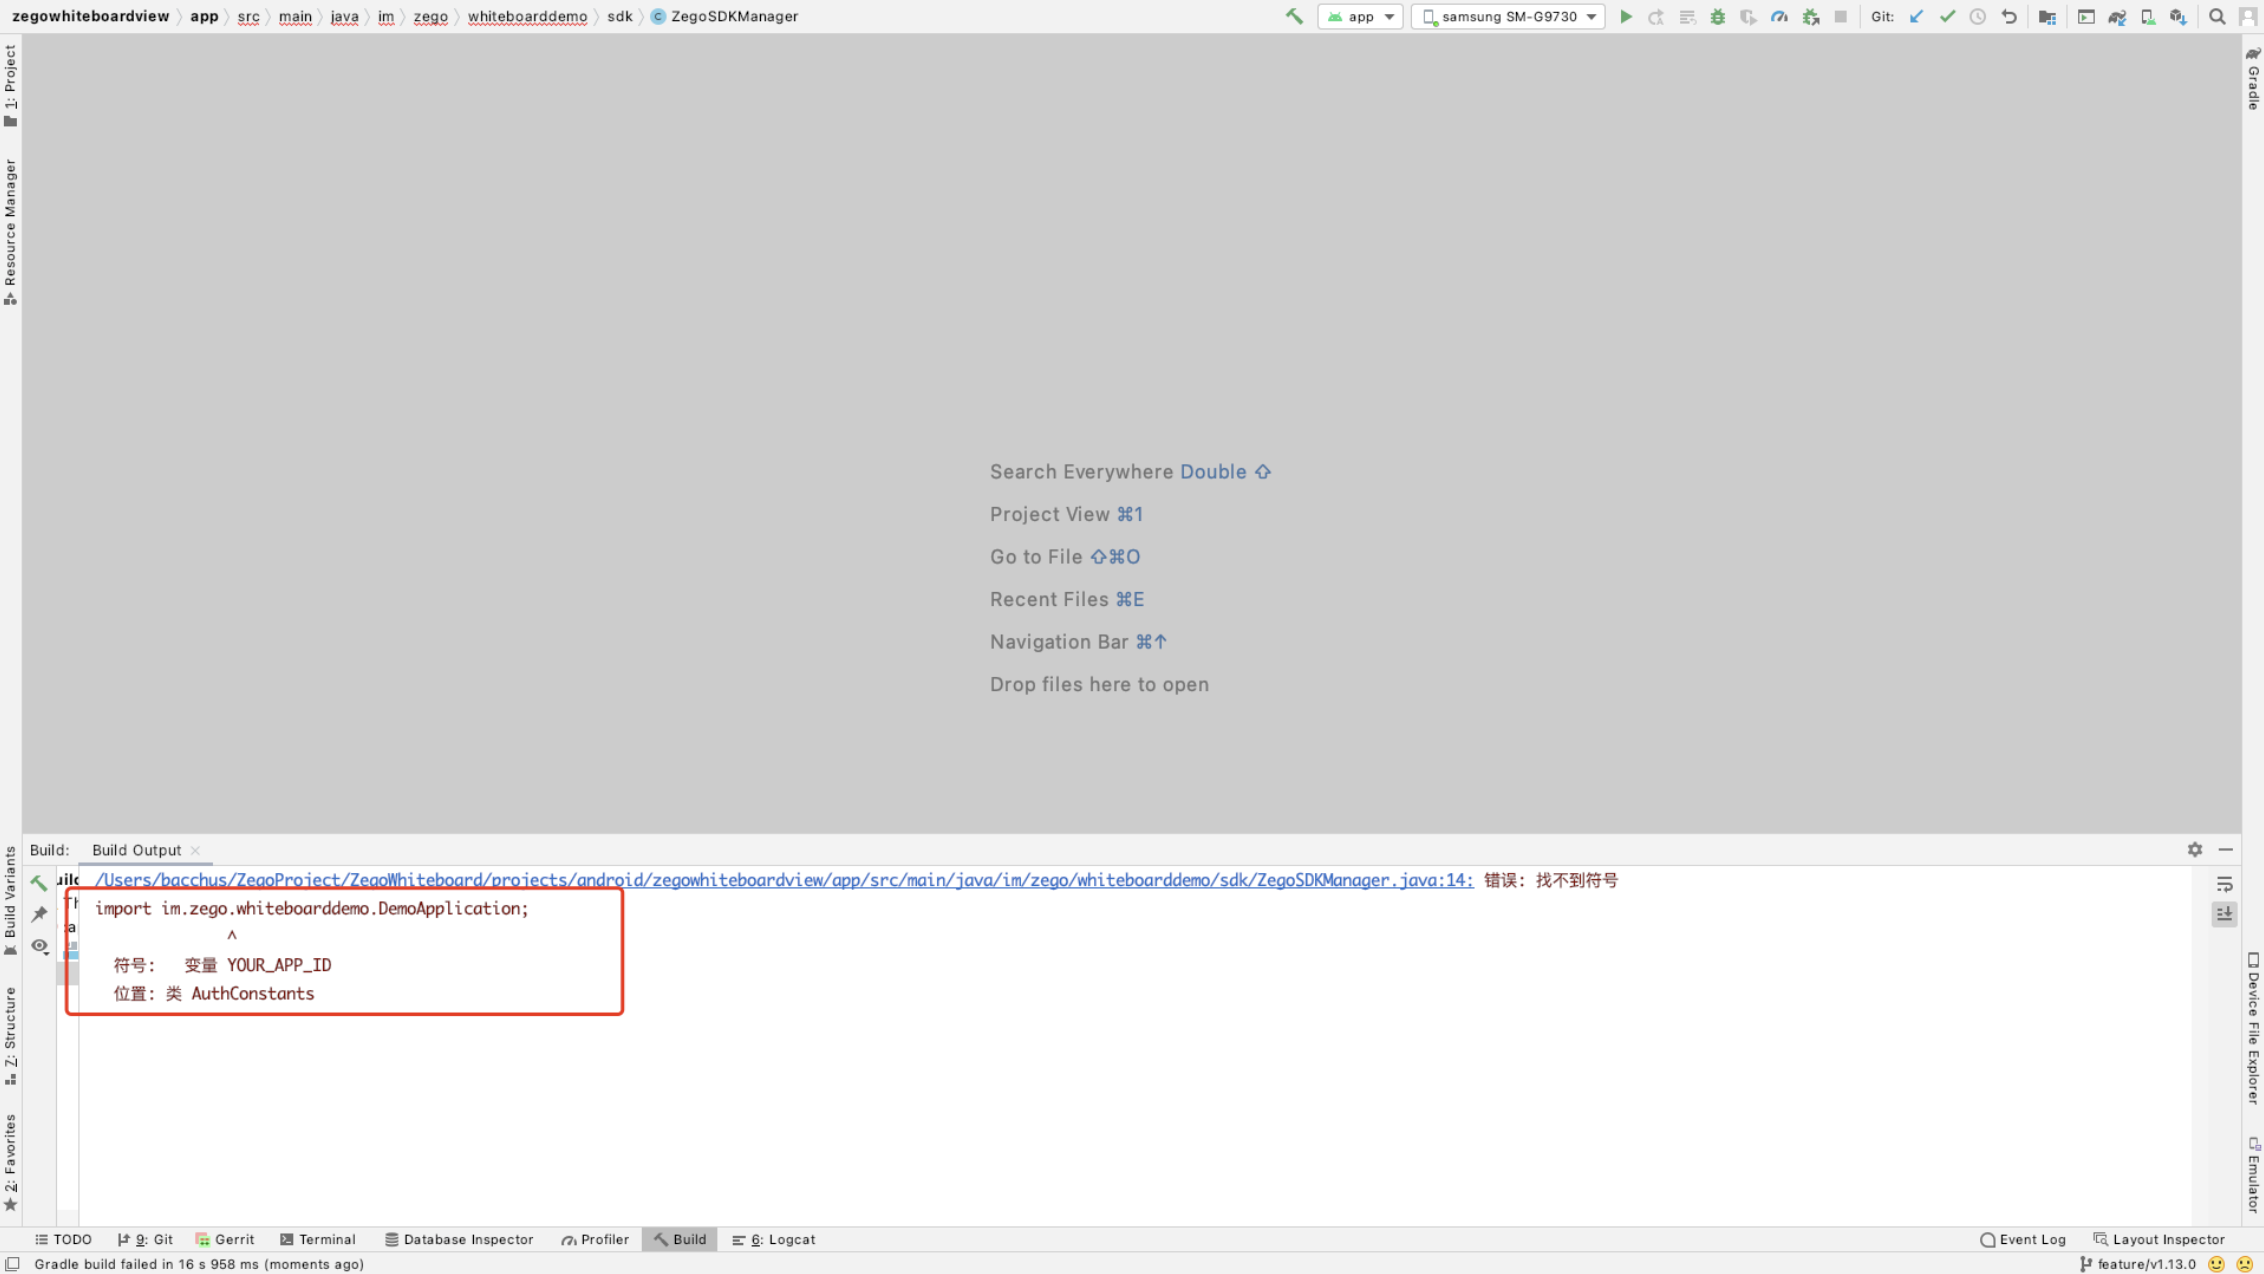 zegowhiteboardview app src main java im zego whiteboarddemo sdk ZegoSDKManager
app
samsung SM-G9730
Git:
1: Project
Resource Manager
Gradle
Search Everywhere Double ⇧
Project View ⌘1
Go to File ⇧⌘O
Recent Files ⌘E
Navigation Bar ⌘↑
Drop files here to open
Build: Build Output
/Users/bacchus/ZegoProject/ZegoWhiteboard/projects/android/zegowhiteboardview/app/src/main/java/im/zego/whiteboarddemo/sdk/ZegoSDKManager.java:14: 错误: 找不到符号
import im.zego.whiteboarddemo.DemoApplication;
^
符号: 变量 YOUR_APP_ID
位置: 类 AuthConstants
Build Variants
7: Structure
2: Favorites
Device File Explorer
Emulator
TODO 9: Git Gerrit Terminal Database Inspector Profiler Build 6: Logcat Event Log Layout Inspector
Gradle build failed in 16 s 958 ms (moments ago) feature/v1.13.0